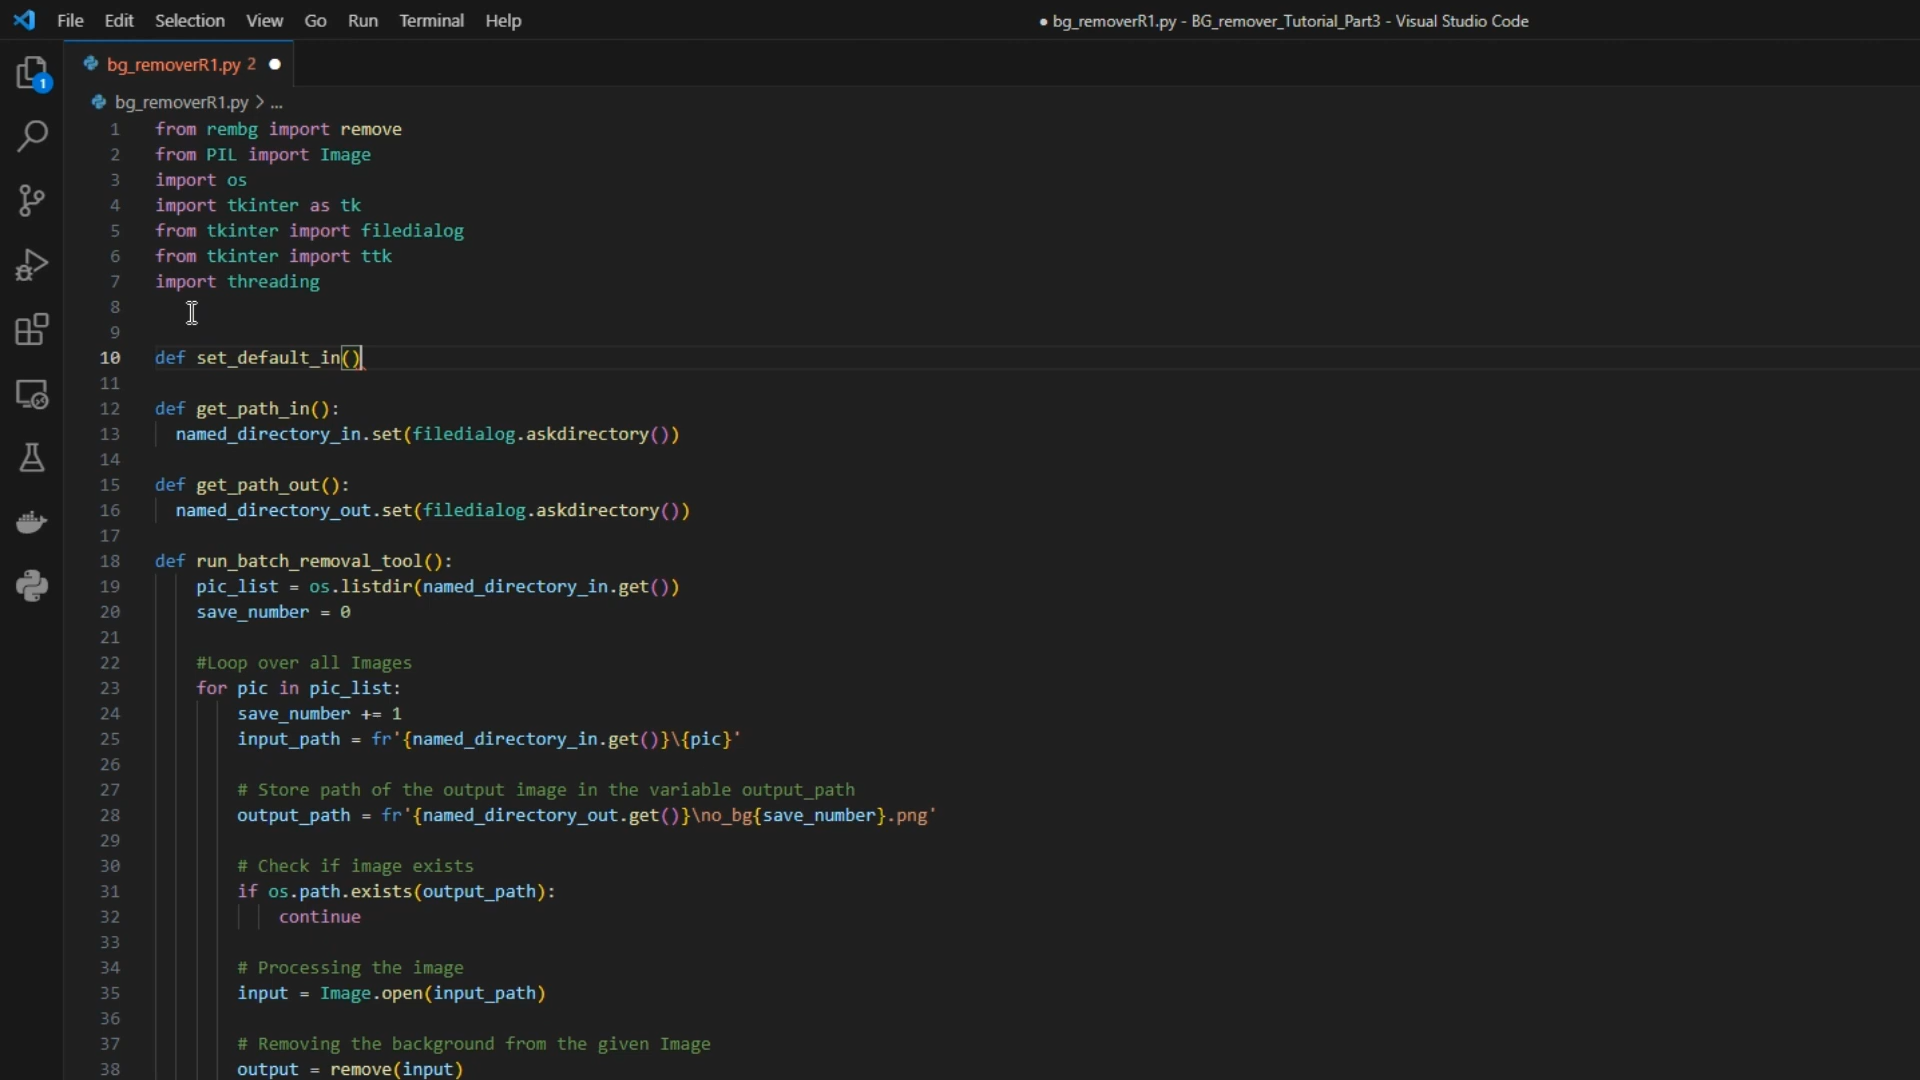 File Edit Selection View Go Run Terminal Help ● bg_removerR1.py - BG_remover_Tutorial_Part3 - Visual Studio Code
bg_removerR1.py 2 ●
1
bg_removerR1.py > ...
1 from rembg import remove
2 from PIL import Image
3 import os
4 import tkinter as tk
5 from tkinter import filedialog
6 from tkinter import ttk
7 import threading
8
9
10 def set_default_in()
11
12 def get_path_in():
13 named_directory_in.set(filedialog.askdirectory())
14
15 def get_path_out():
16 named_directory_out.set(filedialog.askdirectory())
17
18 def run_batch_removal_tool():
19 pic_list = os.listdir(named_directory_in.get())
20 save_number = 0
21
22 #Loop over all Images
23 for pic in pic_list:
24 save_number += 1
25 input_path = fr'{named_directory_in.get()}\{pic}'
26
27 # Store path of the output image in the variable output_path
28 output_path = fr'{named_directory_out.get()}\no_bg{save_number}.png'
29
30 # Check if image exists
31 if os.path.exists(output_path):
32 continue
33
34 # Processing the image
35 input = Image.open(input_path)
36
37 # Removing the background from the given Image
38 output = remove(input)